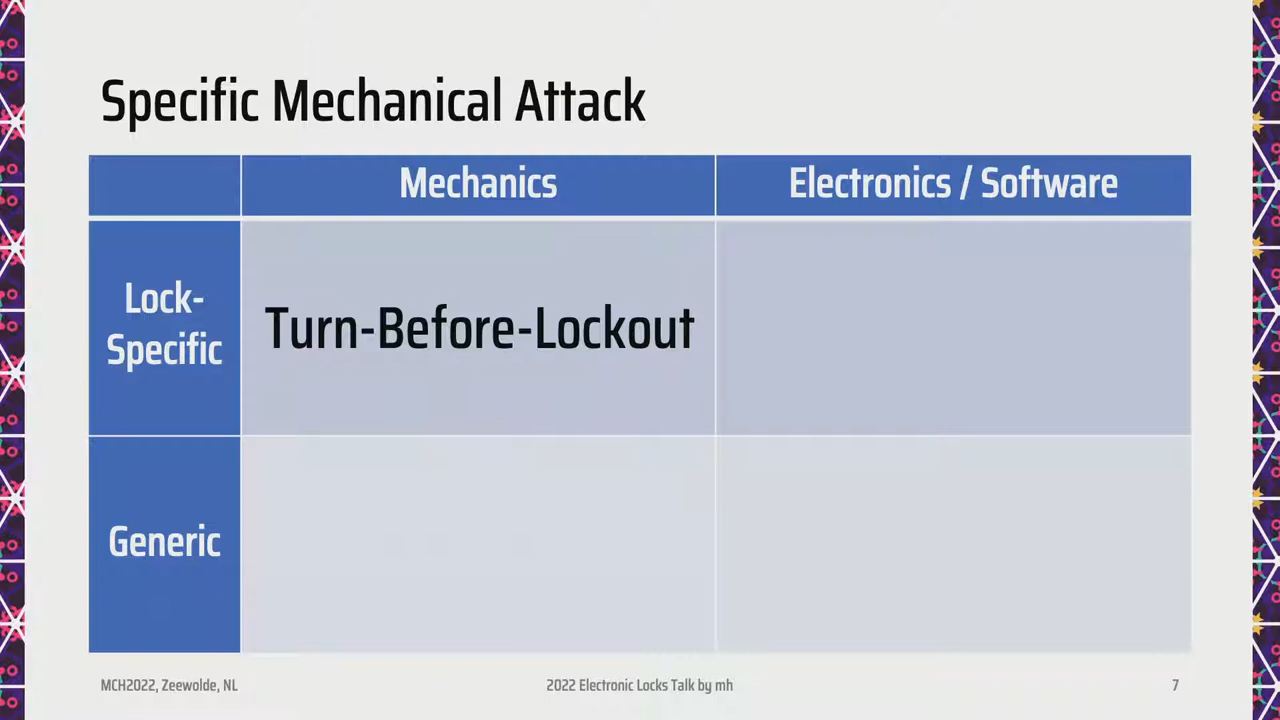 Specific Mechanical Attack
Mechanics
Electronics / Software
Lock-
Specific
Turn-Before-Lockout
Generic
MCH2022, Zeewolde, NL
2022 Electronic Locks Talk by mh
7